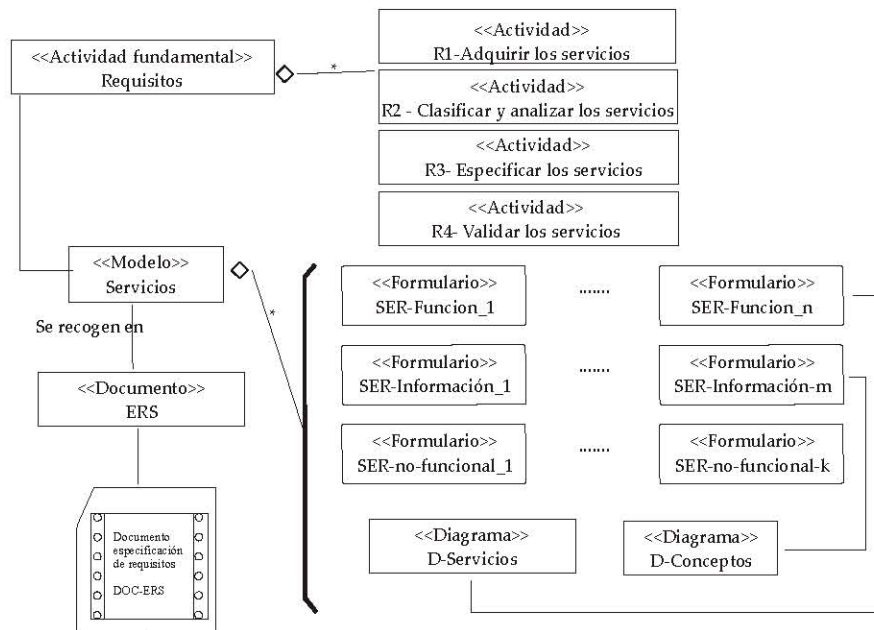 <<Actividad fundamental>>
Requisitos
*
<<Actividad>>
R1-Adquirir los servicios
<<Actividad>>
R2 - Clasificar y analizar los servicios
<<Actividad>>
R3- Especificar los servicios
<<Actividad>>
R4- Validar los servicios
<<Modelo>>
Servicios
*
Se recogen en
<<Documento>>
ERS
Documento
especificación
de requisitos
DOC-ERS
<<Formulario>>
SER-Funcion_1
.......
<<Formulario>>
SER-Funcion_n
<<Formulario>>
SER-Información_1
.......
<<Formulario>>
SER-Información-m
<<Formulario>>
SER-no-funcional_1
.......
<<Formulario>>
SER-no-funcional-k
<<Diagrama>>
D-Servicios
<<Diagrama>>
D-Conceptos